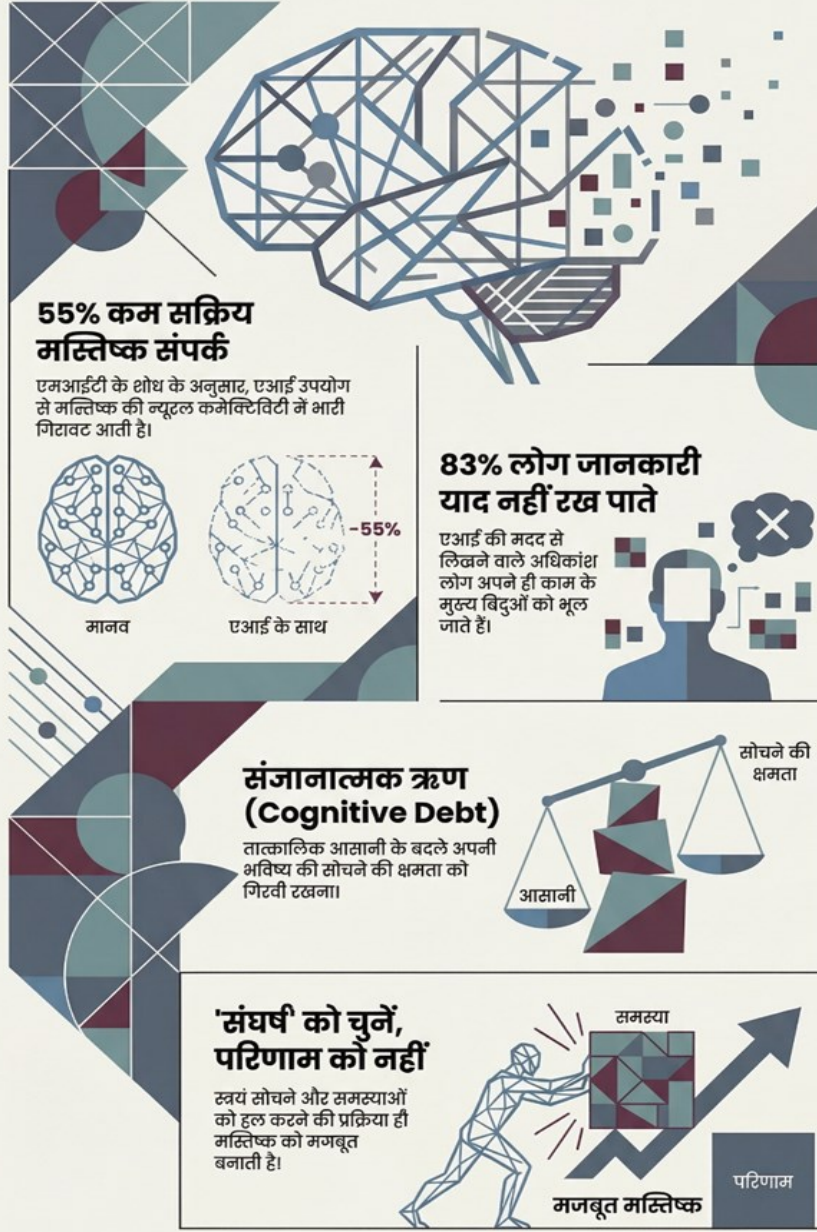 55% कम सक्रिय
मस्तिष्क संपर्क
एमआईटी के शोध के अनुसार, एआई उपयोग
से मस्तिष्क की न्यूरल कमेक्टिविटी में भारी
गिरावट आती है।
-55%
मानव
एआई के साथ
83% लोग जानकारी
याद नहीं रख पाते
एआई की मदद से
लिखने वाले अधिकांश
लोग अपने ही काम के
मुख्य बिदुओं को भूल
जाते हैं।
संजानात्मक ऋण
(Cognitive Debt)
तात्कालिक आसानी के बदले अपनी
भविष्य की सोचने की क्षमता को
गिरवी रखना।
सोचने की
क्षमता
आसानी
'संघर्ष' को चुनें,
परिणाम को नहीं
स्वयं सोचने और समस्याओं
को हल करने की प्रक्रिया ही
मस्तिष्क को मजबूत
बनाती है!
समस्या
मजबूत मस्तिष्क
परिणाम